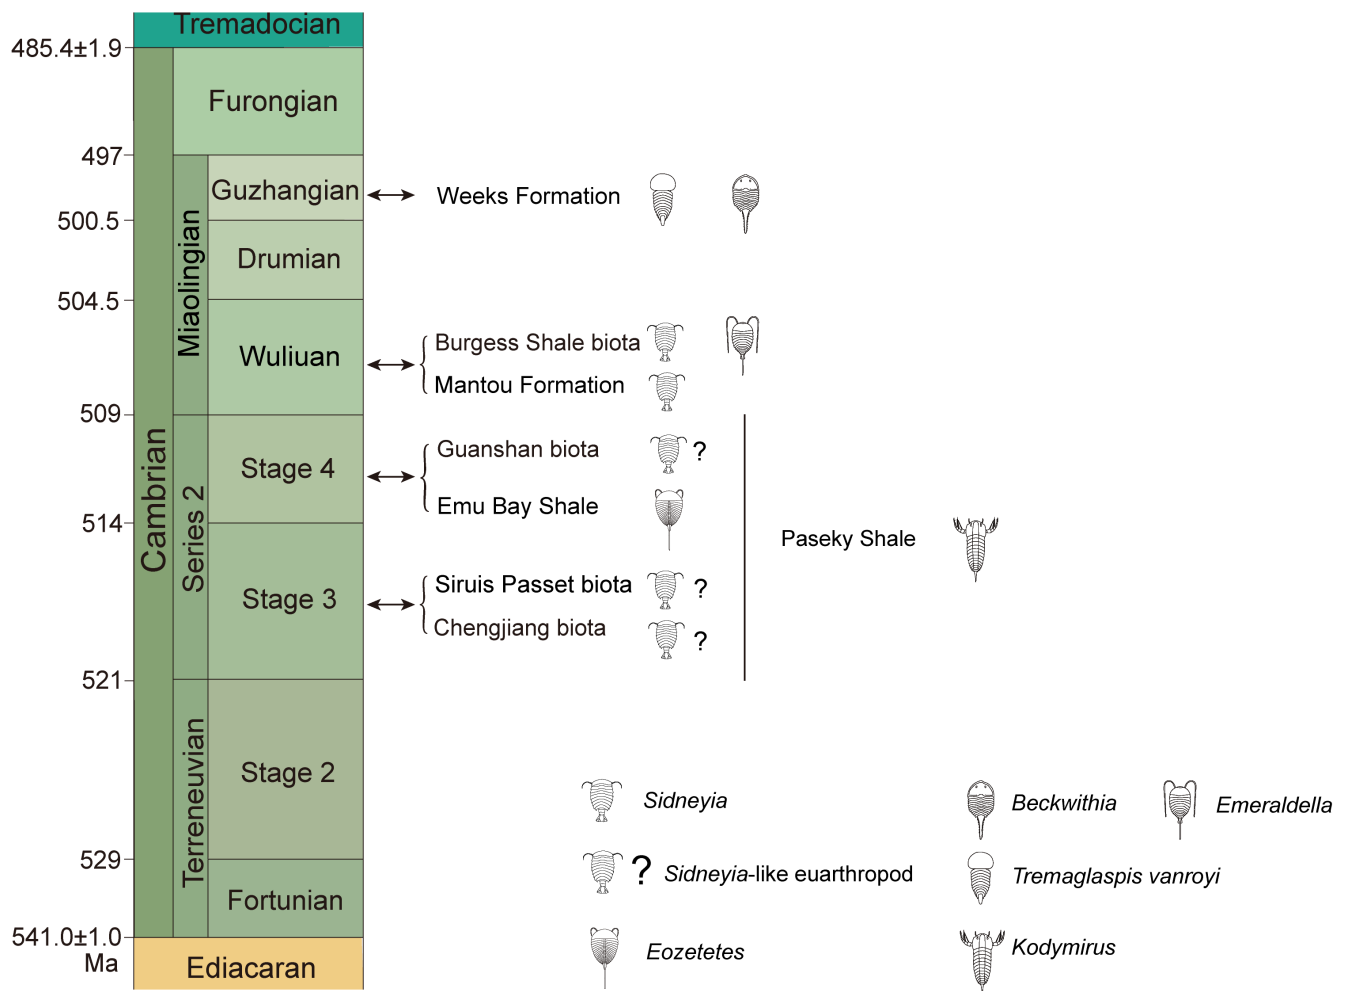 Tremadocian
485.4±1.9
Furongian
497
Guzhangian
Weeks Formation
500.5
Miaolingian
Drumian
504.5
Wuliuan
Burgess Shale biota
Mantou Formation
509
Cambrian
Series 2
Stage 4
Guanshan biota ?
Emu Bay Shale
514
Paseky Shale
Stage 3
Siruis Passet biota ?
Chengjiang biota ?
521
Terreneuvian
Stage 2
529
Fortunian
541.0±1.0
Ma
Ediacaran
Sidneyia
Beckwithia
Emeraldella
? Sidneyia-like euarthropod
Tremaglaspis vanroyi
Eozetetes
Kodymirus